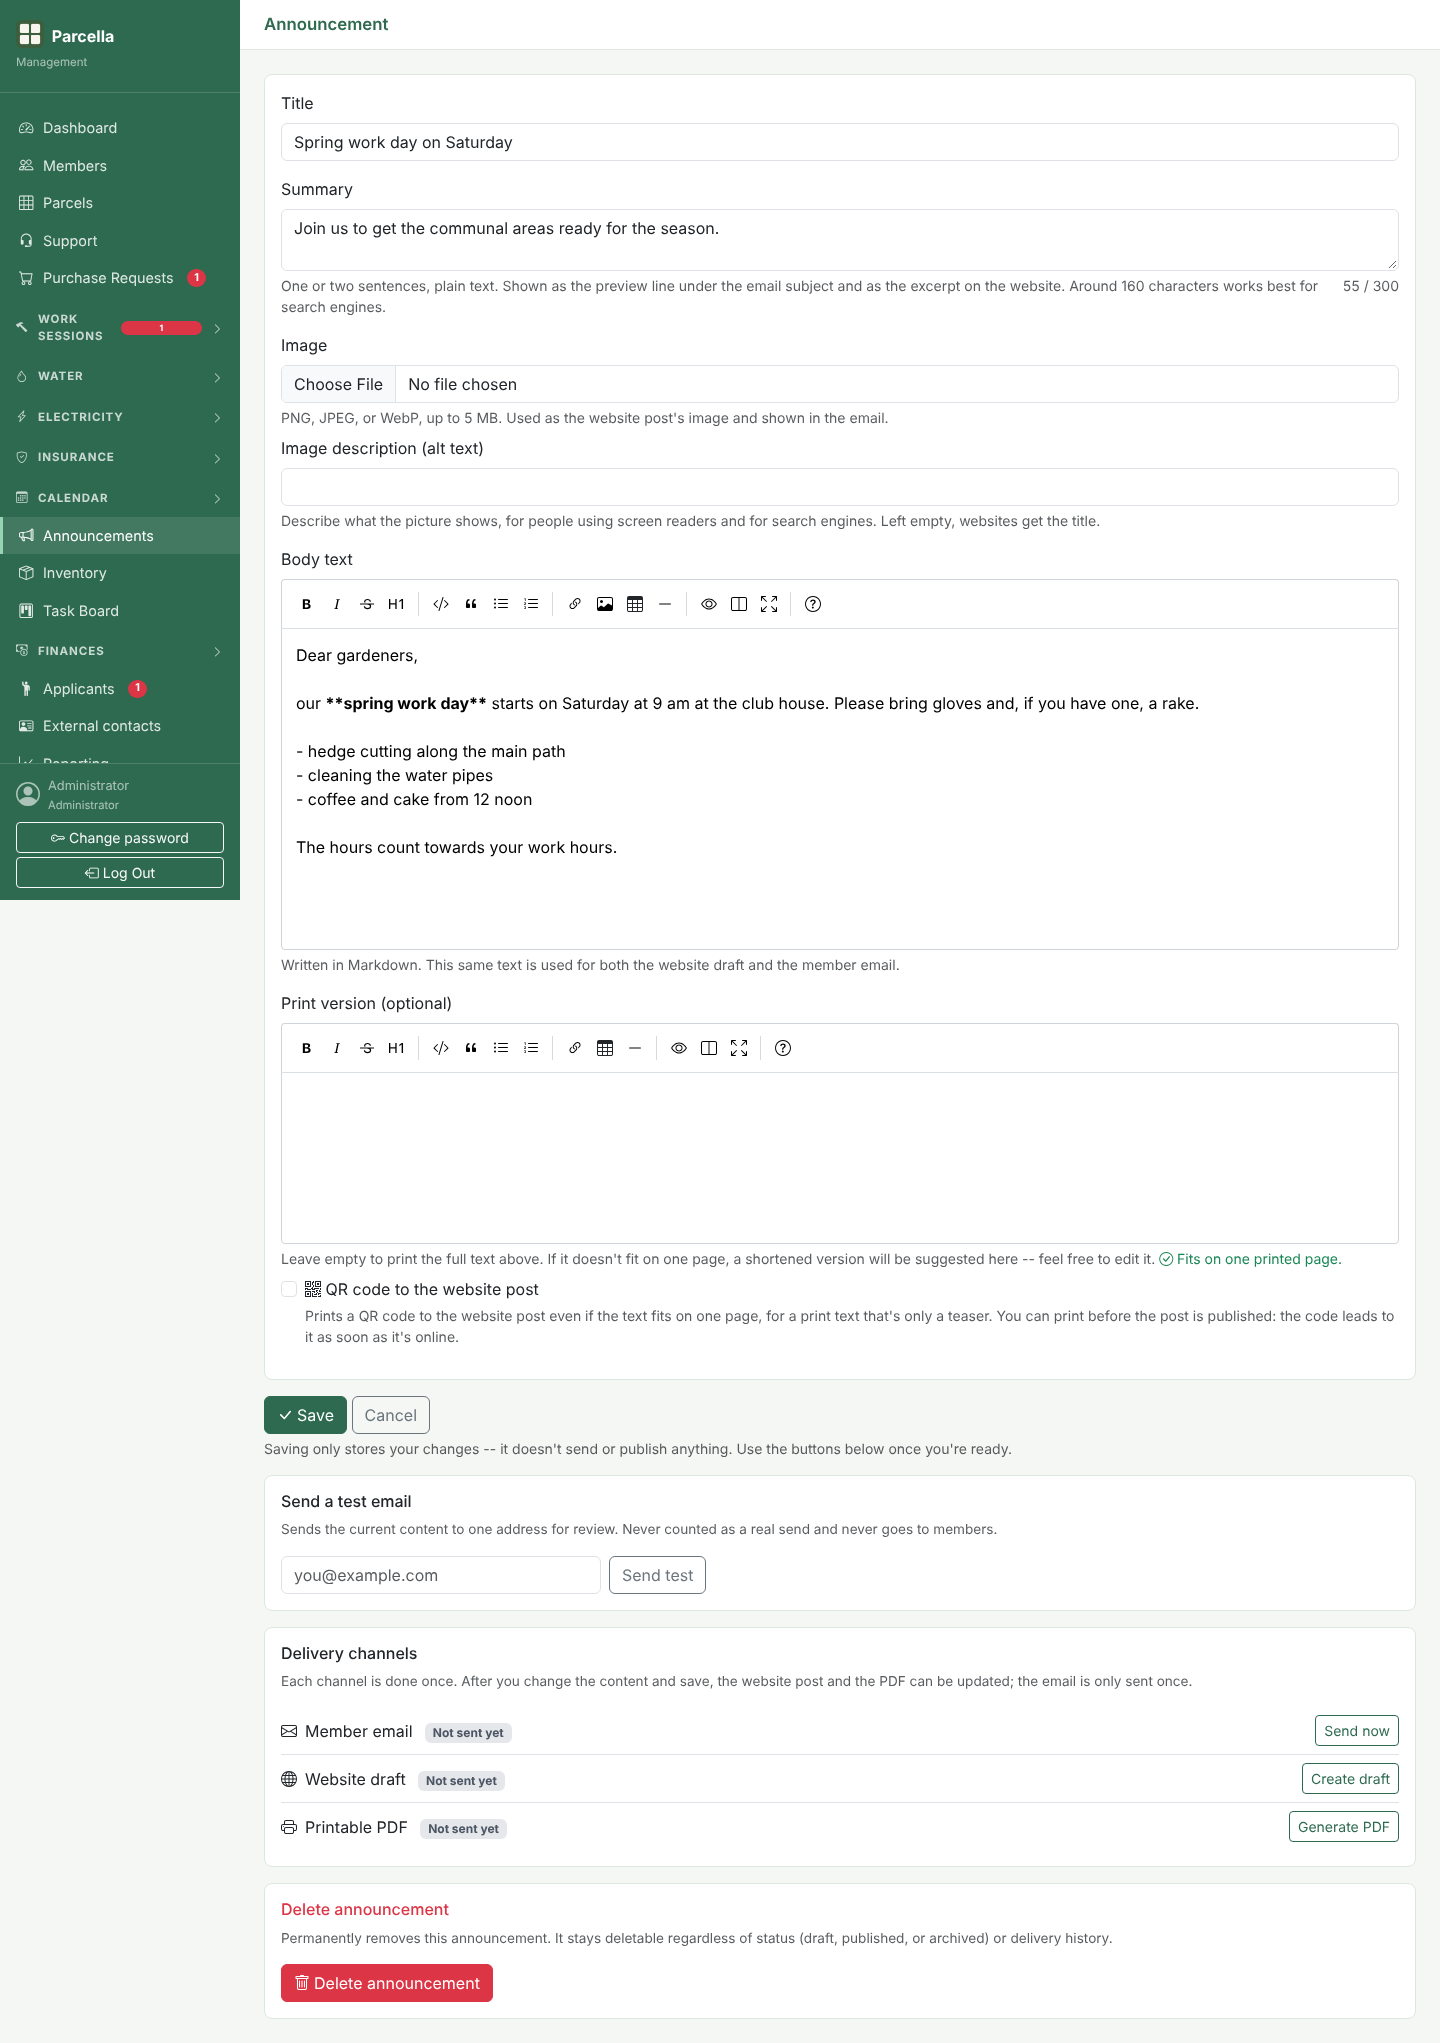 Parcella
Management
Dashboard
Members
Parcels
Support
Purchase Requests 1
WORK SESSIONS 1
WATER
ELECTRICITY
INSURANCE
CALENDAR
Announcements
Inventory
Task Board
FINANCES
Applicants 1
External contacts
Reporting
Administrator
Administrator
Change password
Log Out
Announcement
Title
Spring work day on Saturday
Summary
Join us to get the communal areas ready for the season.
One or two sentences, plain text. Shown as the preview line under the email subject and as the excerpt on the website. Around 160 characters works best for 55 / 300
search engines.
Image
Choose File No file chosen
PNG, JPEG, or WebP, up to 5 MB. Used as the website post's image and shown in the email.
Image description (alt text)
Describe what the picture shows, for people using screen readers and for search engines. Left empty, websites get the title.
Body text
B I S H1
Dear gardeners,
our **spring work day** starts on Saturday at 9 am at the club house. Please bring gloves and, if you have one, a rake.
- hedge cutting along the main path
- cleaning the water pipes
- coffee and cake from 12 noon
The hours count towards your work hours.
Written in Markdown. This same text is used for both the website draft and the member email.
Print version (optional)
B I S H1
Leave empty to print the full text above. If it doesn't fit on one page, a shortened version will be suggested here -- feel free to edit it. Fits on one printed page.
QR code to the website post
Prints a QR code to the website post even if the text fits on one page, for a print text that's only a teaser. You can print before the post is published: the code leads to
it as soon as it's online.
Save Cancel
Saving only stores your changes -- it doesn't send or publish anything. Use the buttons below once you're ready.
Send a test email
Sends the current content to one address for review. Never counted as a real send and never goes to members.
you@example.com Send test
Delivery channels
Each channel is done once. After you change the content and save, the website post and the PDF can be updated; the email is only sent once.
Member email Not sent yet Send now
Website draft Not sent yet Create draft
Printable PDF Not sent yet Generate PDF
Delete announcement
Permanently removes this announcement. It stays deletable regardless of status (draft, published, or archived) or delivery history.
Delete announcement